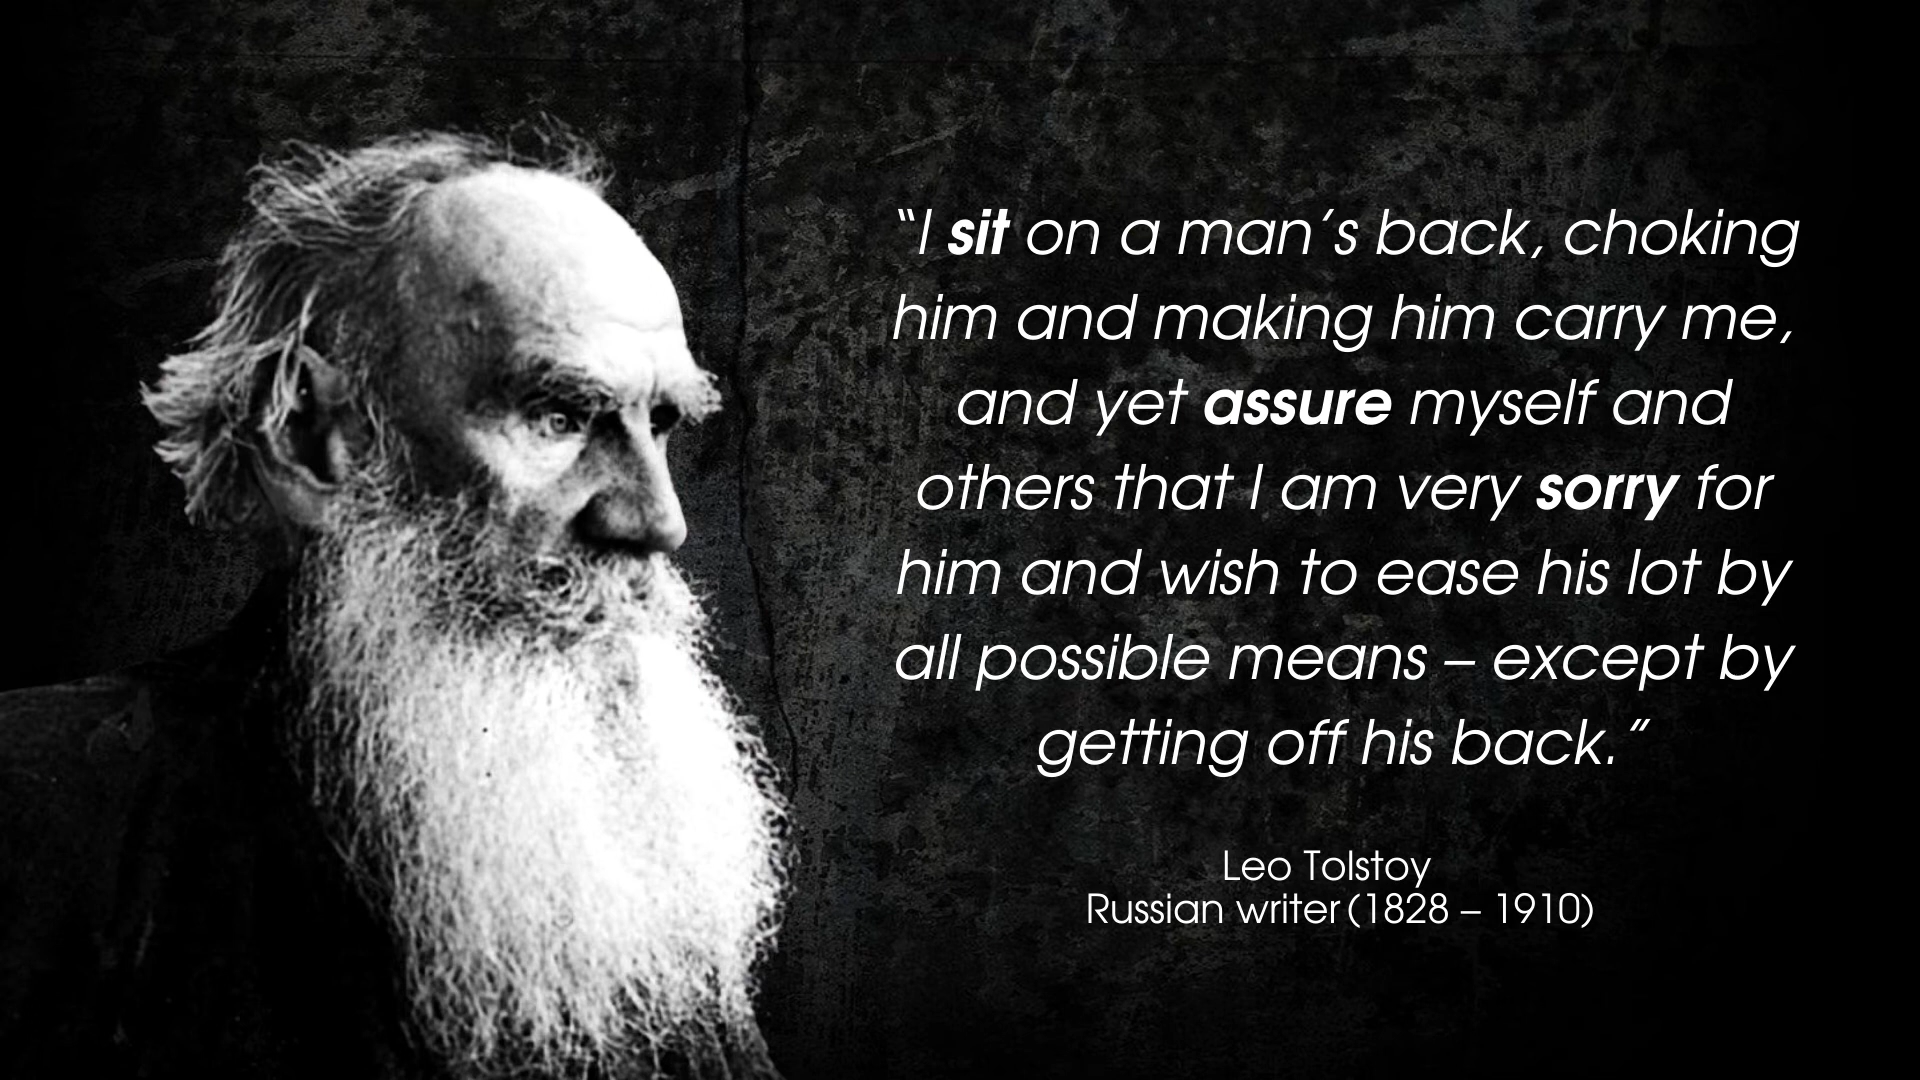 “I sit on a man’s back, choking
him and making him carry me,
and yet assure myself and
others that I am very sorry for
him and wish to ease his lot by
all possible means – except by
getting off his back.”
Leo Tolstoy
Russian writer (1828 – 1910)